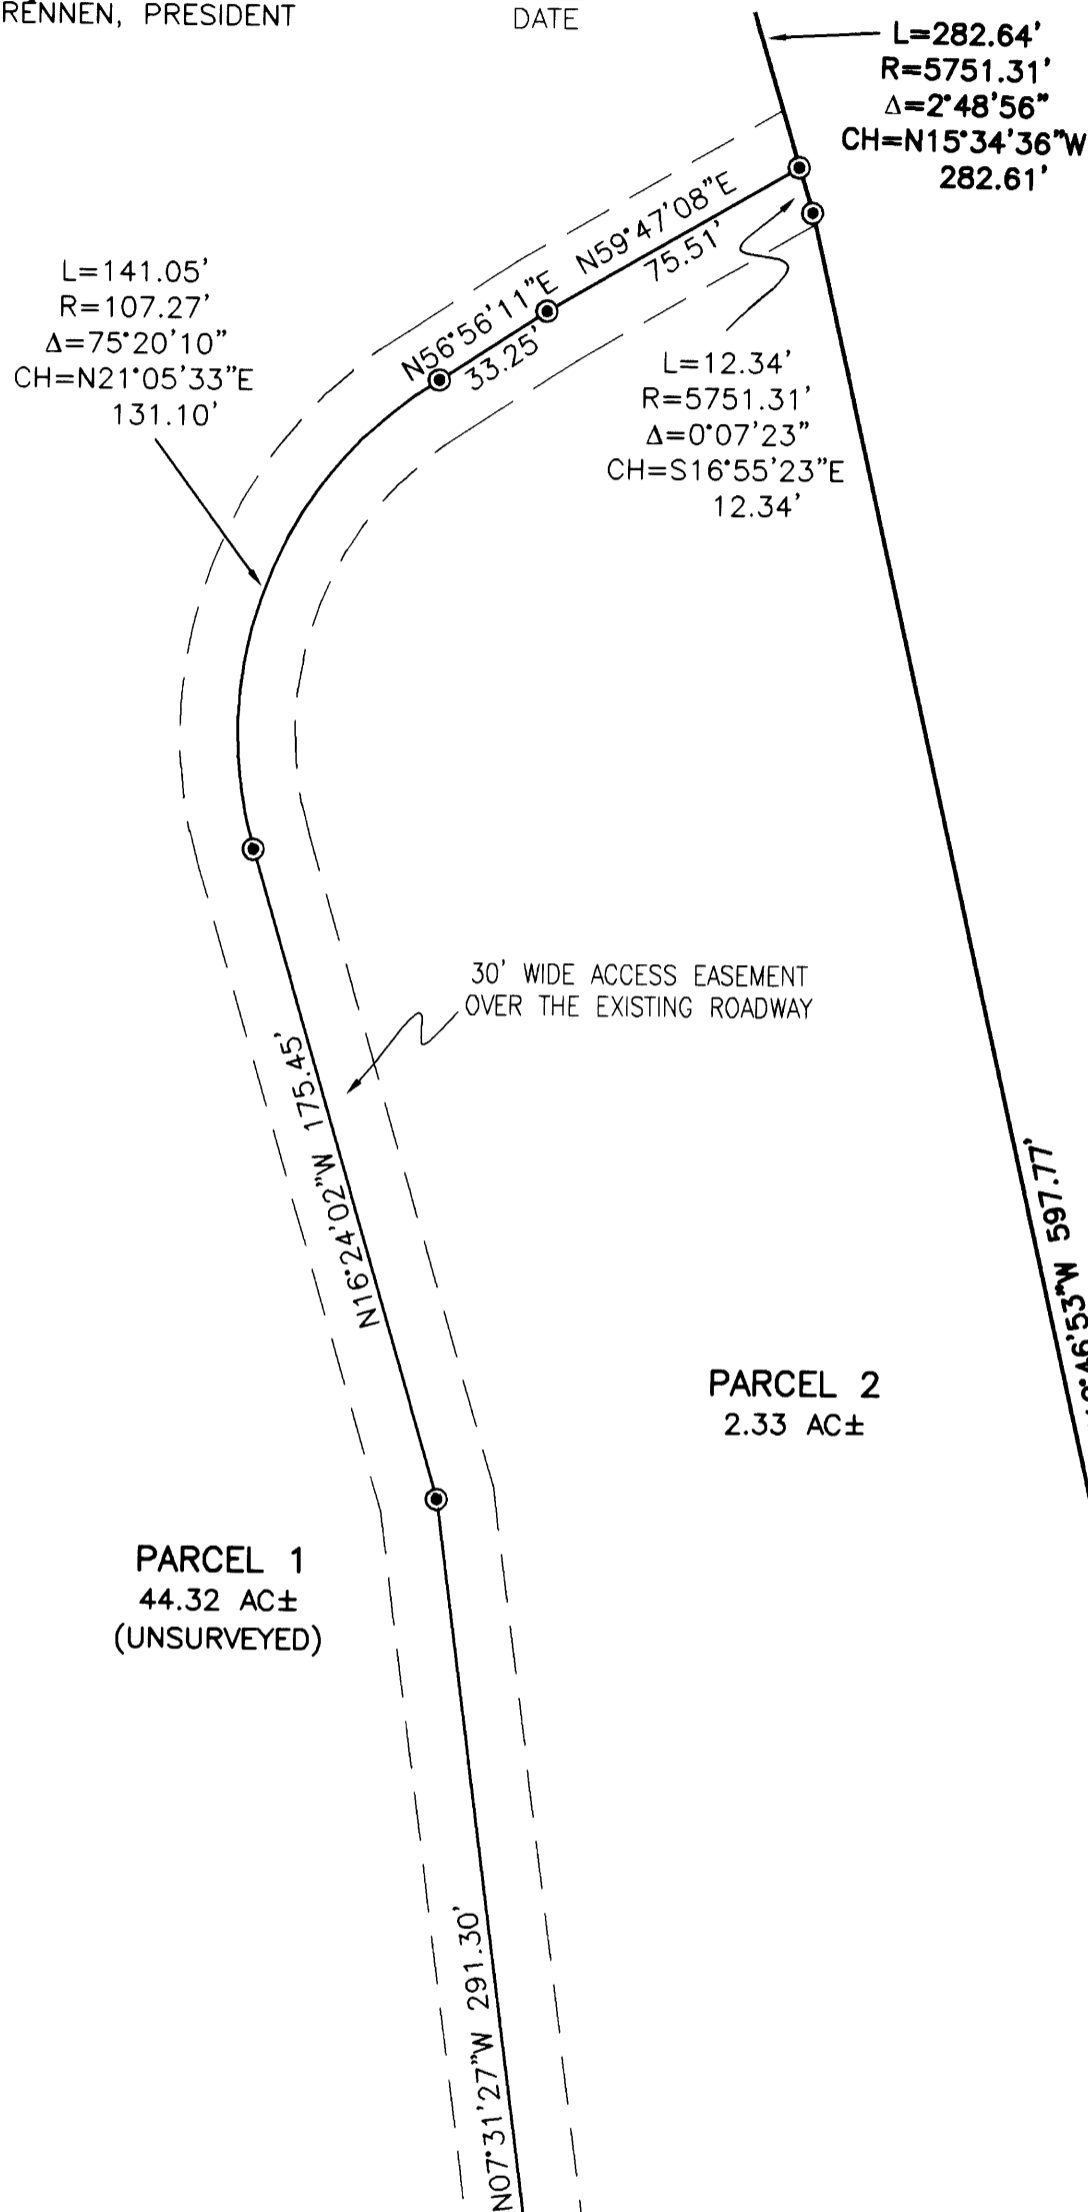 RENNEN, PRESIDENT
DATE
L=282.64'
R=5751.31'
Δ=2°48'56"
CH=N15°34'36"W
282.61'
N59°47'08"E
75.51'
L=141.05'
R=107.27'
Δ=75°20'10"
CH=N21°05'33"E
131.10'
N56°56'11"E
33.25'
L=12.34'
R=5751.31'
Δ=0°07'23"
CH=S16°55'23"E
12.34'
30' WIDE ACCESS EASEMENT
OVER THE EXISTING ROADWAY
N16°24'02"W 175.45'
46'53"W 597.77'
PARCEL 2
2.33 AC±
PARCEL 1
44.32 AC±
(UNSURVEYED)
N07°31'27"W 291.30'